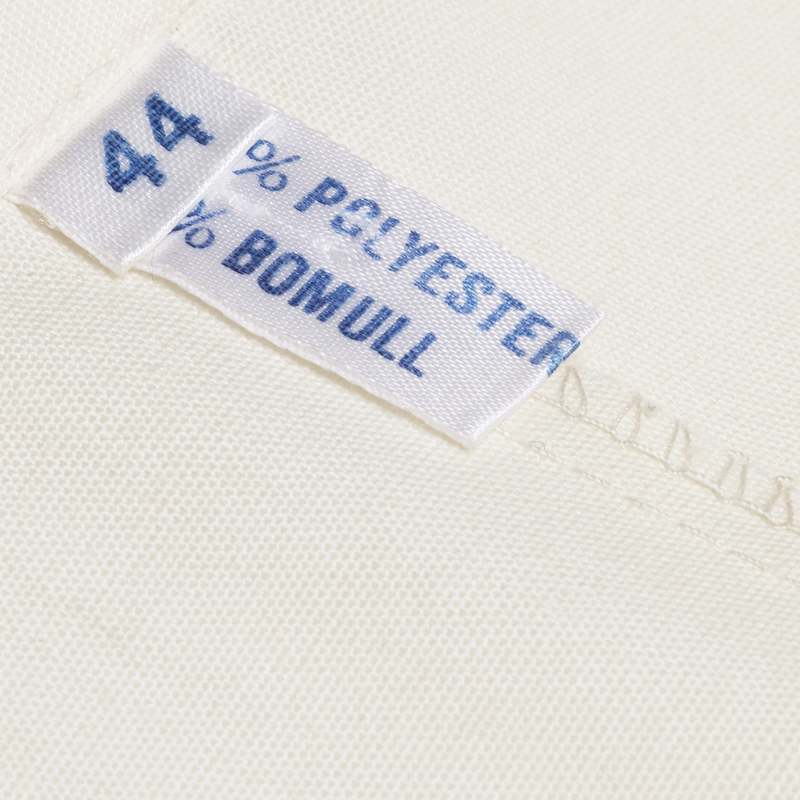 44
% POLYESTER
% BOMULL